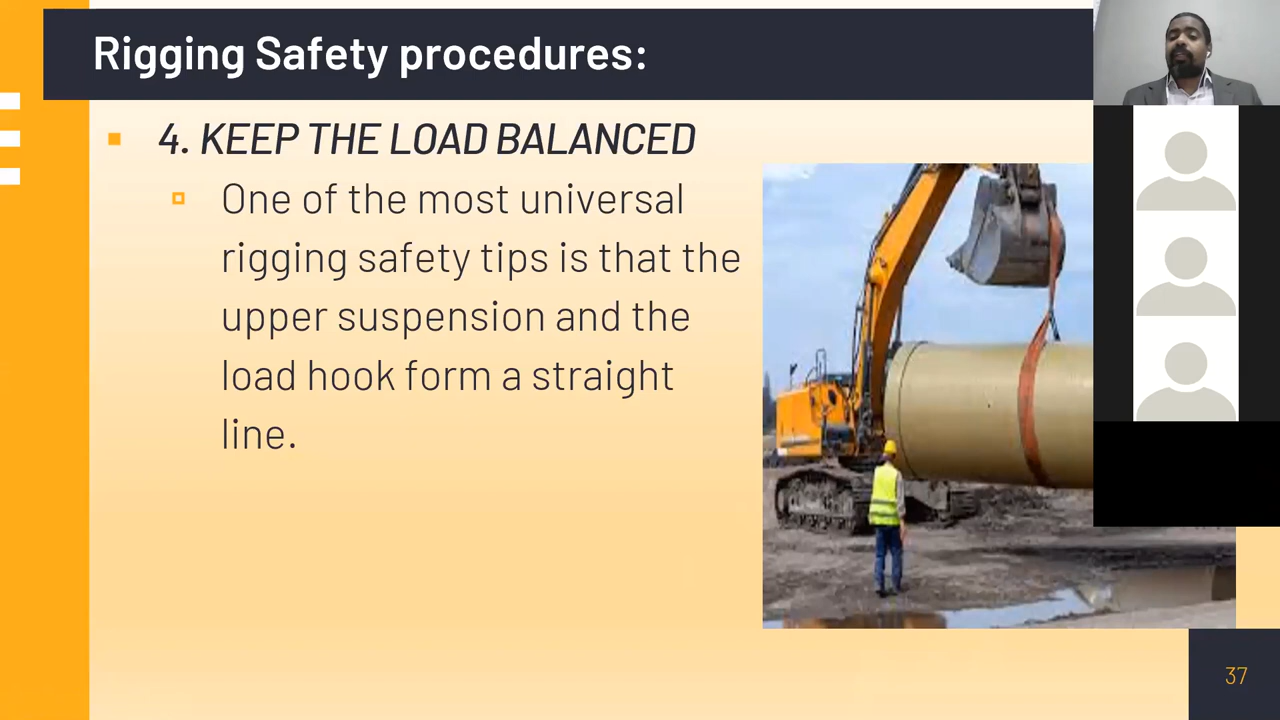 Rigging Safety procedures:
4. KEEP THE LOAD BALANCED
One of the most universal
rigging safety tips is that the
upper suspension and the
load hook form a straight
line.
37